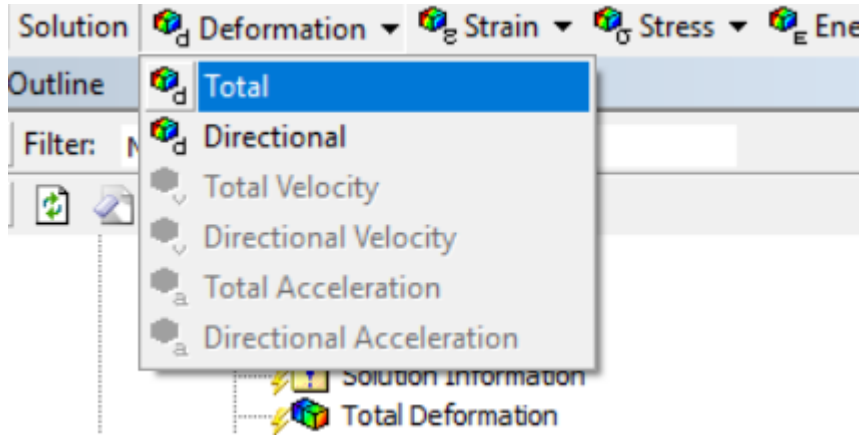 Solution Deformation Strain Stress Ene
Outline
Total
Filter: N
Directional
Total Velocity
Directional Velocity
Total Acceleration
Directional Acceleration
Solution Information
Total Deformation